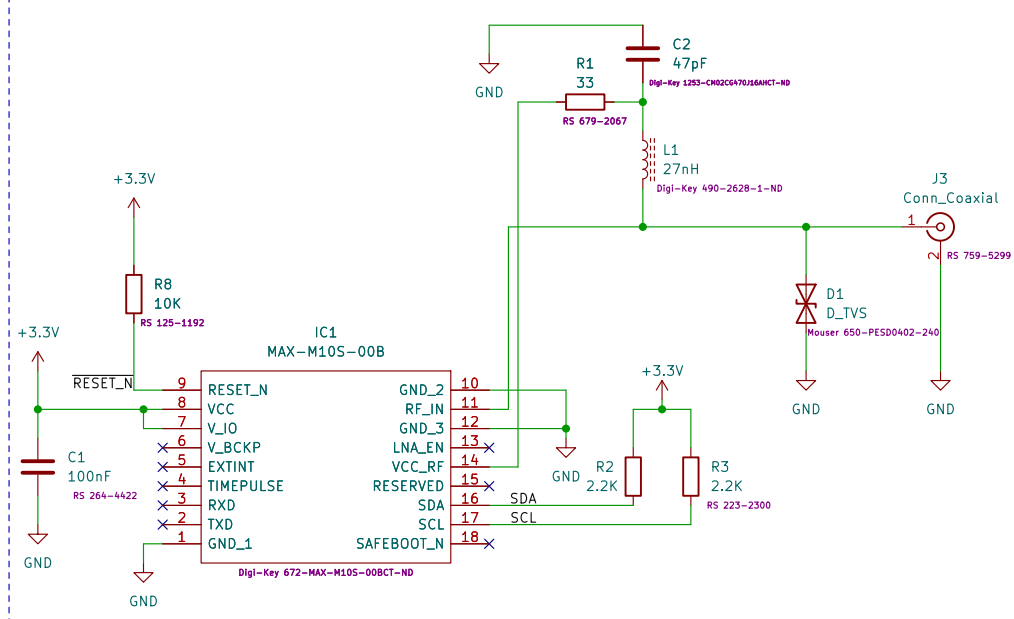 C2
47pF
Digi-Key 1253-CM02CG470J16AHCT-ND
GND
R1
33
RS 679-2067
L1
27nH
Digi-Key 490-2628-1-ND
J3
Conn_Coaxial
1
2
RS 759-5299
+3.3V
R8
10K
RS 125-1192
D1
D_TVS
Mouser 650-PESD0402-240
GND
GND
+3.3V
RESET_N
IC1
MAX-M10S-00B
9 RESET_N
8 VCC
7 V_IO
6 V_BCKP
5 EXTINT
4 TIMEPULSE
3 RXD
2 TXD
1 GND_1
GND_2 10
RF_IN 11
GND_3 12
LNA_EN 13
VCC_RF 14
RESERVED 15
SDA 16
SCL 17
SAFEBOOT_N 18
Digi-Key 672-MAX-M10S-00BCT-ND
C1
100nF
RS 264-4422
GND
GND
GND
SDA
SCL
+3.3V
R2
2.2K
R3
2.2K
RS 223-2300